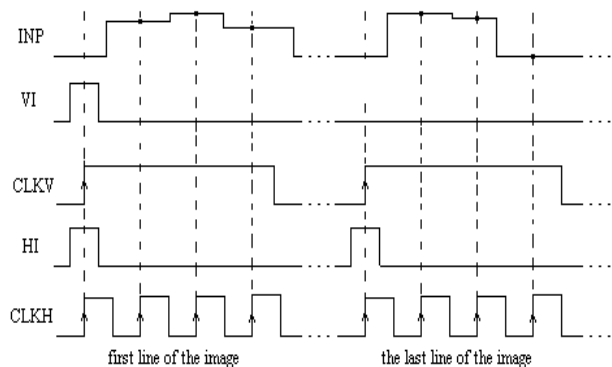 INP
VI
CLKV
HI
CLKH
first line of the image
the last line of the image